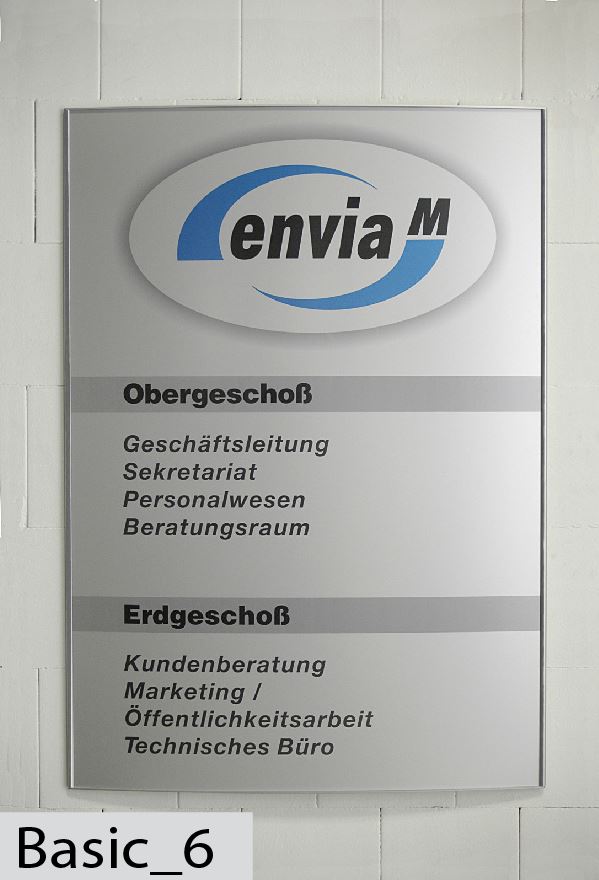 envia M
Obergeschoß
Geschäftsleitung
Sekretariat
Personalwesen
Beratungsraum
Erdgeschoß
Kundenberatung
Marketing /
Öffentlichkeitsarbeit
Technisches Büro
Basic_6